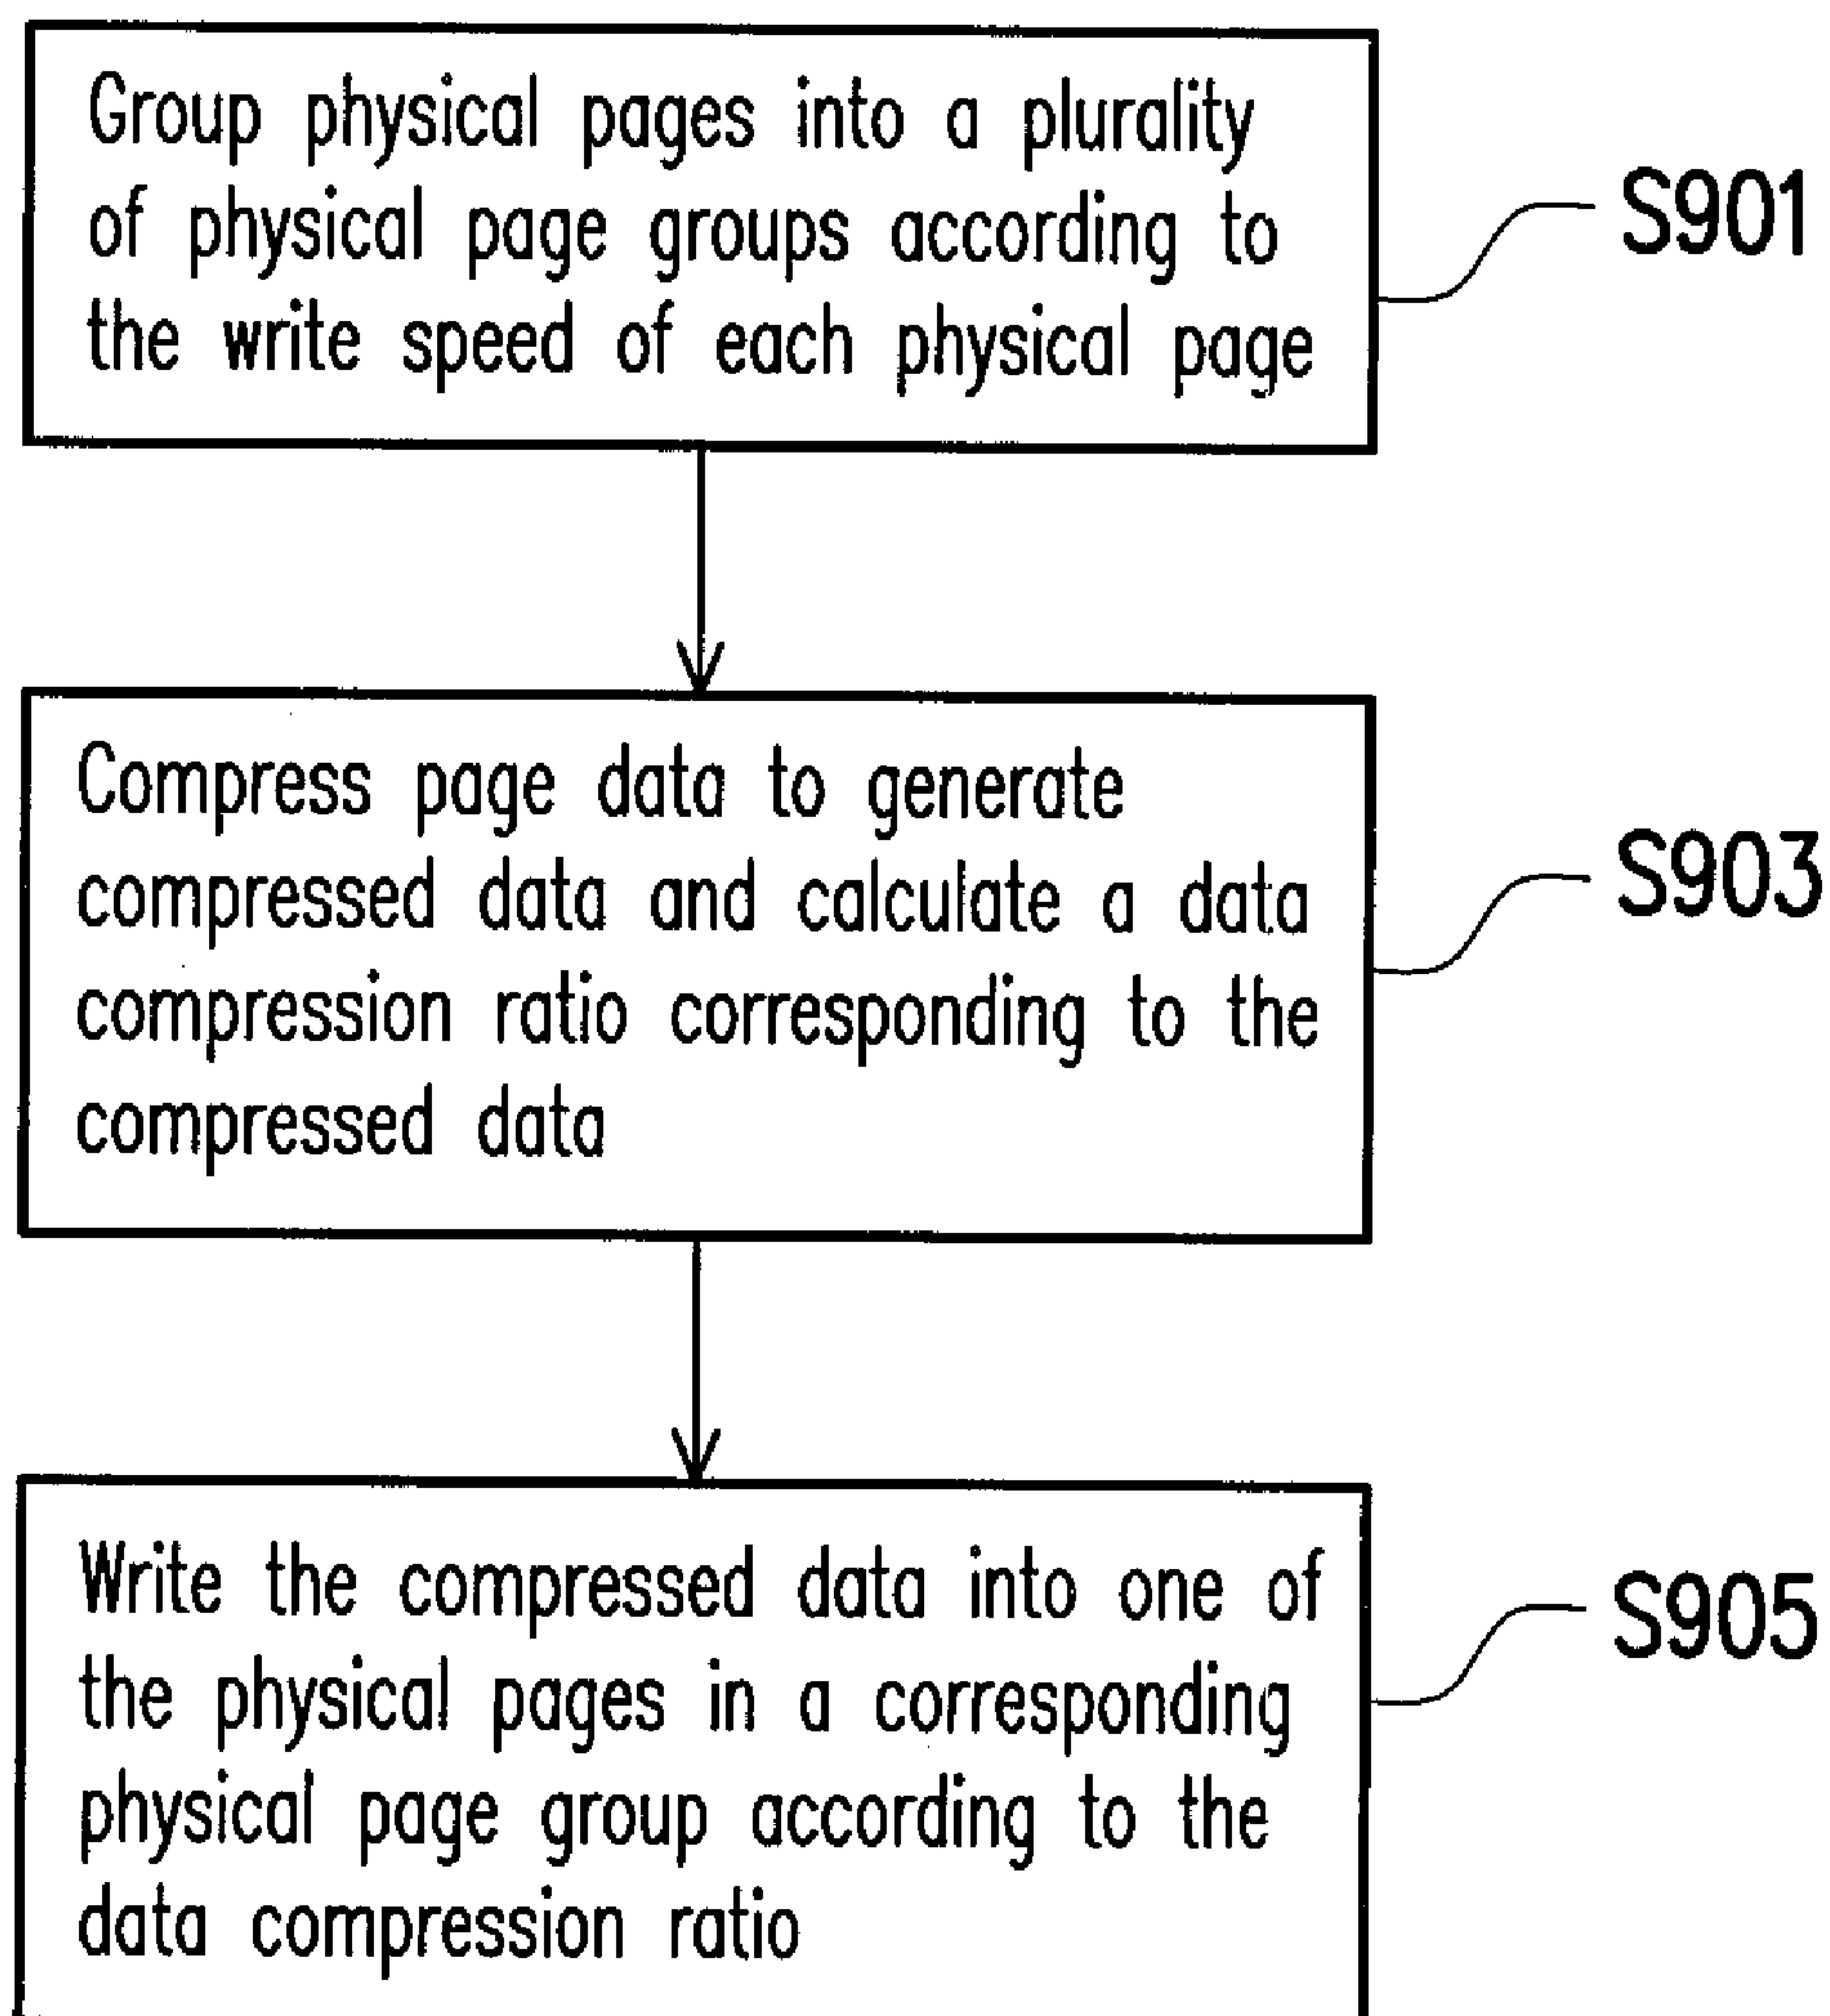 Group physical pages into a plurality
of physical page groups according to
the write speed of each physical page
S901
Compress page data to generate
compressed data and calculate a data
compression ratio corresponding to the
compressed data
S903
Write the compressed data into one of
the physical pages in a corresponding
physical page group according to the
data compression ratio
S905